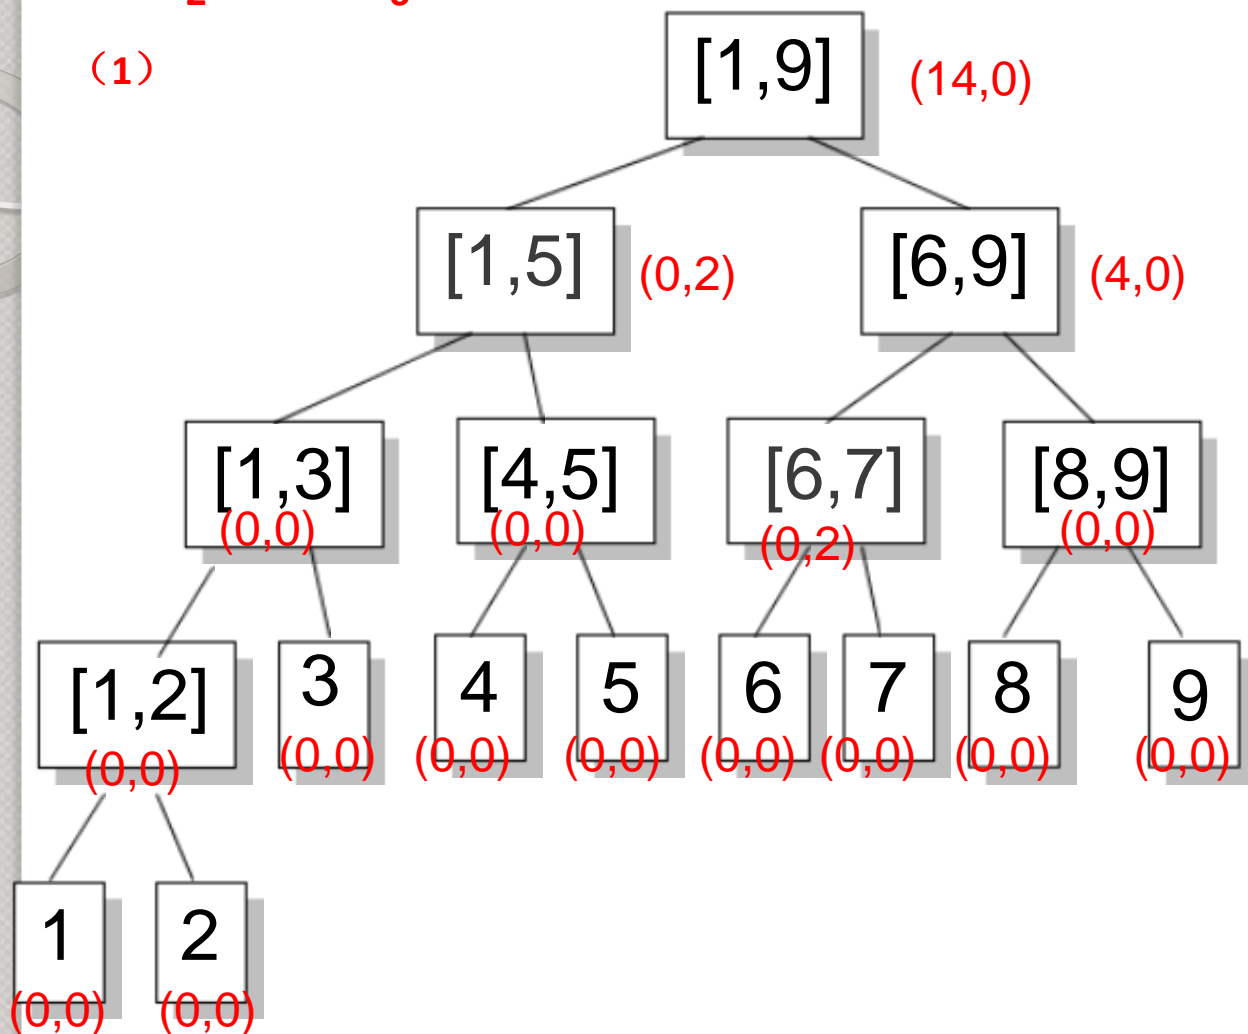 2 6
（1）
[1,9] (14,0)
[1,5] (0,2) [6,9] (4,0)
[1,3] [4,5] [6,7] [8,9]
(0,0) (0,0) (0,2) (0,0)
[1,2] 3 4 5 6 7 8 9
(0,0) (0,0) (0,0) (0,0) (0,0) (0,0) (0,0) (0,0)
1 2
(0,0) (0,0)